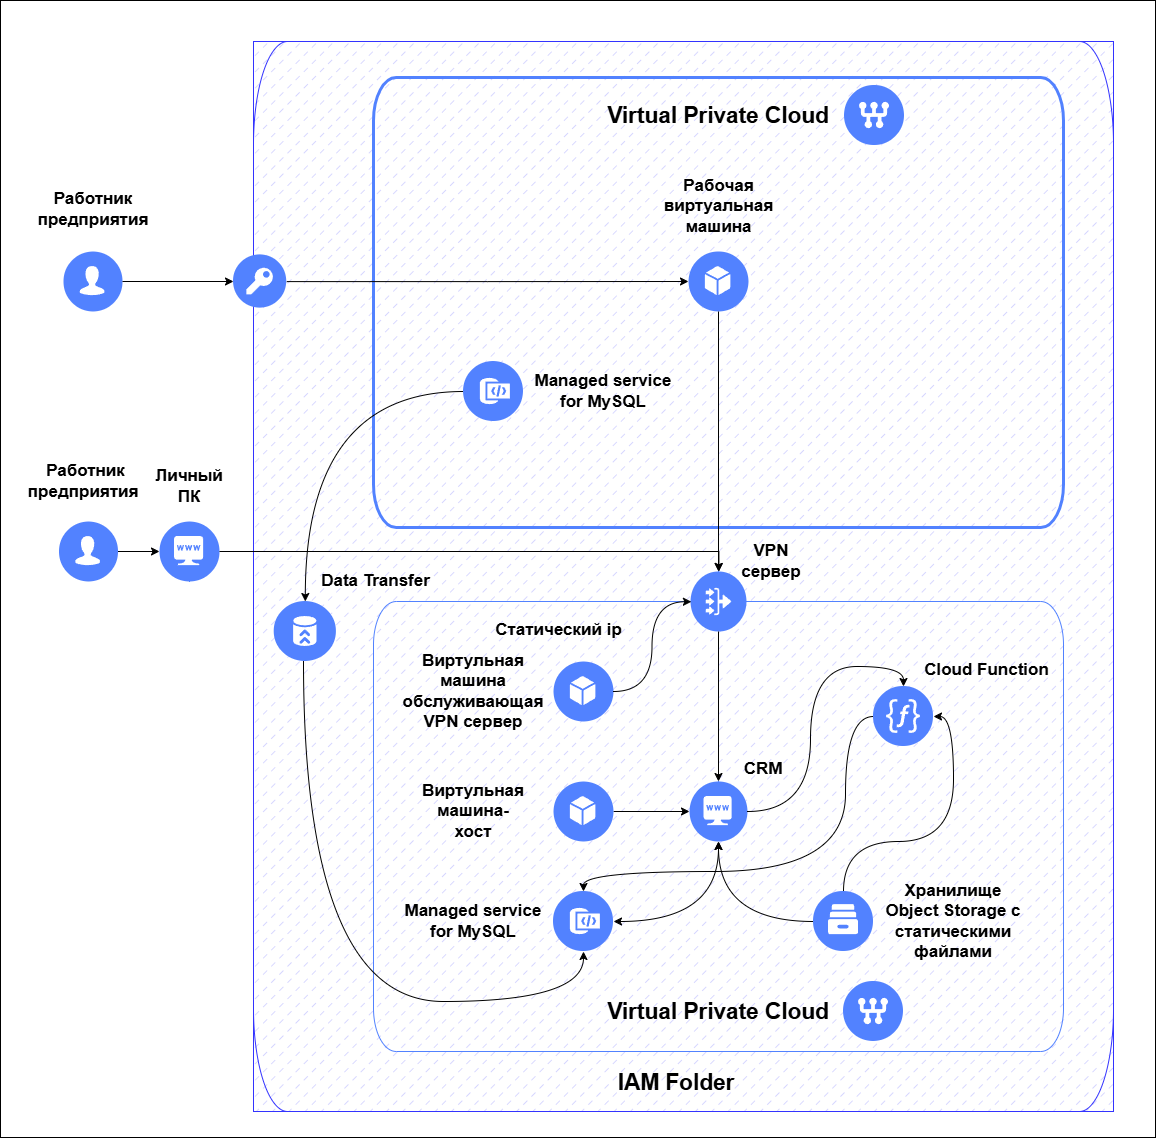 Virtual Private Cloud
Рабочая
виртуальная
машина
Работник
предприятия
Managed service
for MySQL
Работник
предприятия
Личный
ПК
www
VPN
сервер
Data Transfer
Статический ip
Виртульная
машина
обслуживающая
VPN сервер
Cloud Function
{ƒ}
CRM
www
Виртульная
машина-
хост
Managed service
for MySQL
Хранилище
Object Storage с
статическими
файлами
Virtual Private Cloud
IAM Folder